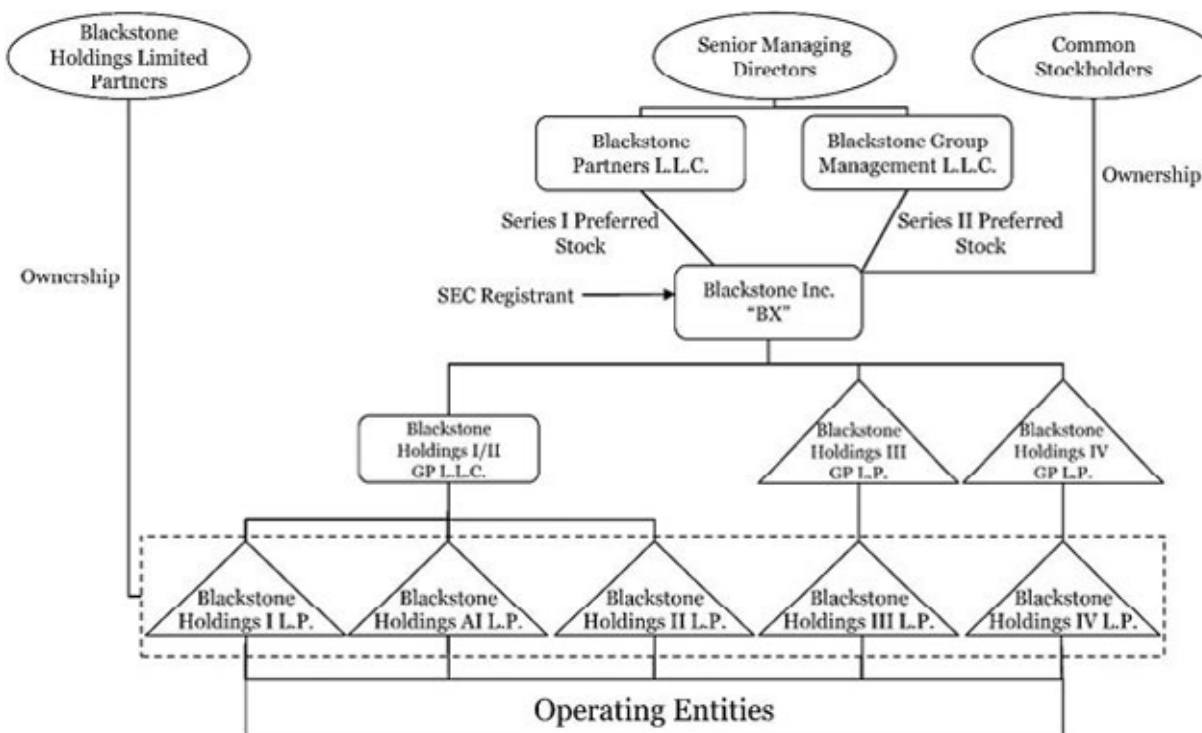 Blackstone
Holdings Limited
Partners
Senior Managing
Directors
Common
Stockholders
Blackstone
Partners L.L.C.
Blackstone Group
Management L.L.C.
Ownership
Series I Preferred
Stock
Series II Preferred
Stock
Ownership
SEC Registrant
Blackstone Inc.
“BX”
Blackstone
Holdings I/II
GP L.L.C.
Blackstone
Holdings III
GP L.P.
Blackstone
Holdings IV
GP L.P.
Blackstone
Holdings I L.P.
Blackstone
Holdings AI L.P.
Blackstone
Holdings II L.P.
Blackstone
Holdings III L.P.
Blackstone
Holdings IV L.P.
Operating Entities